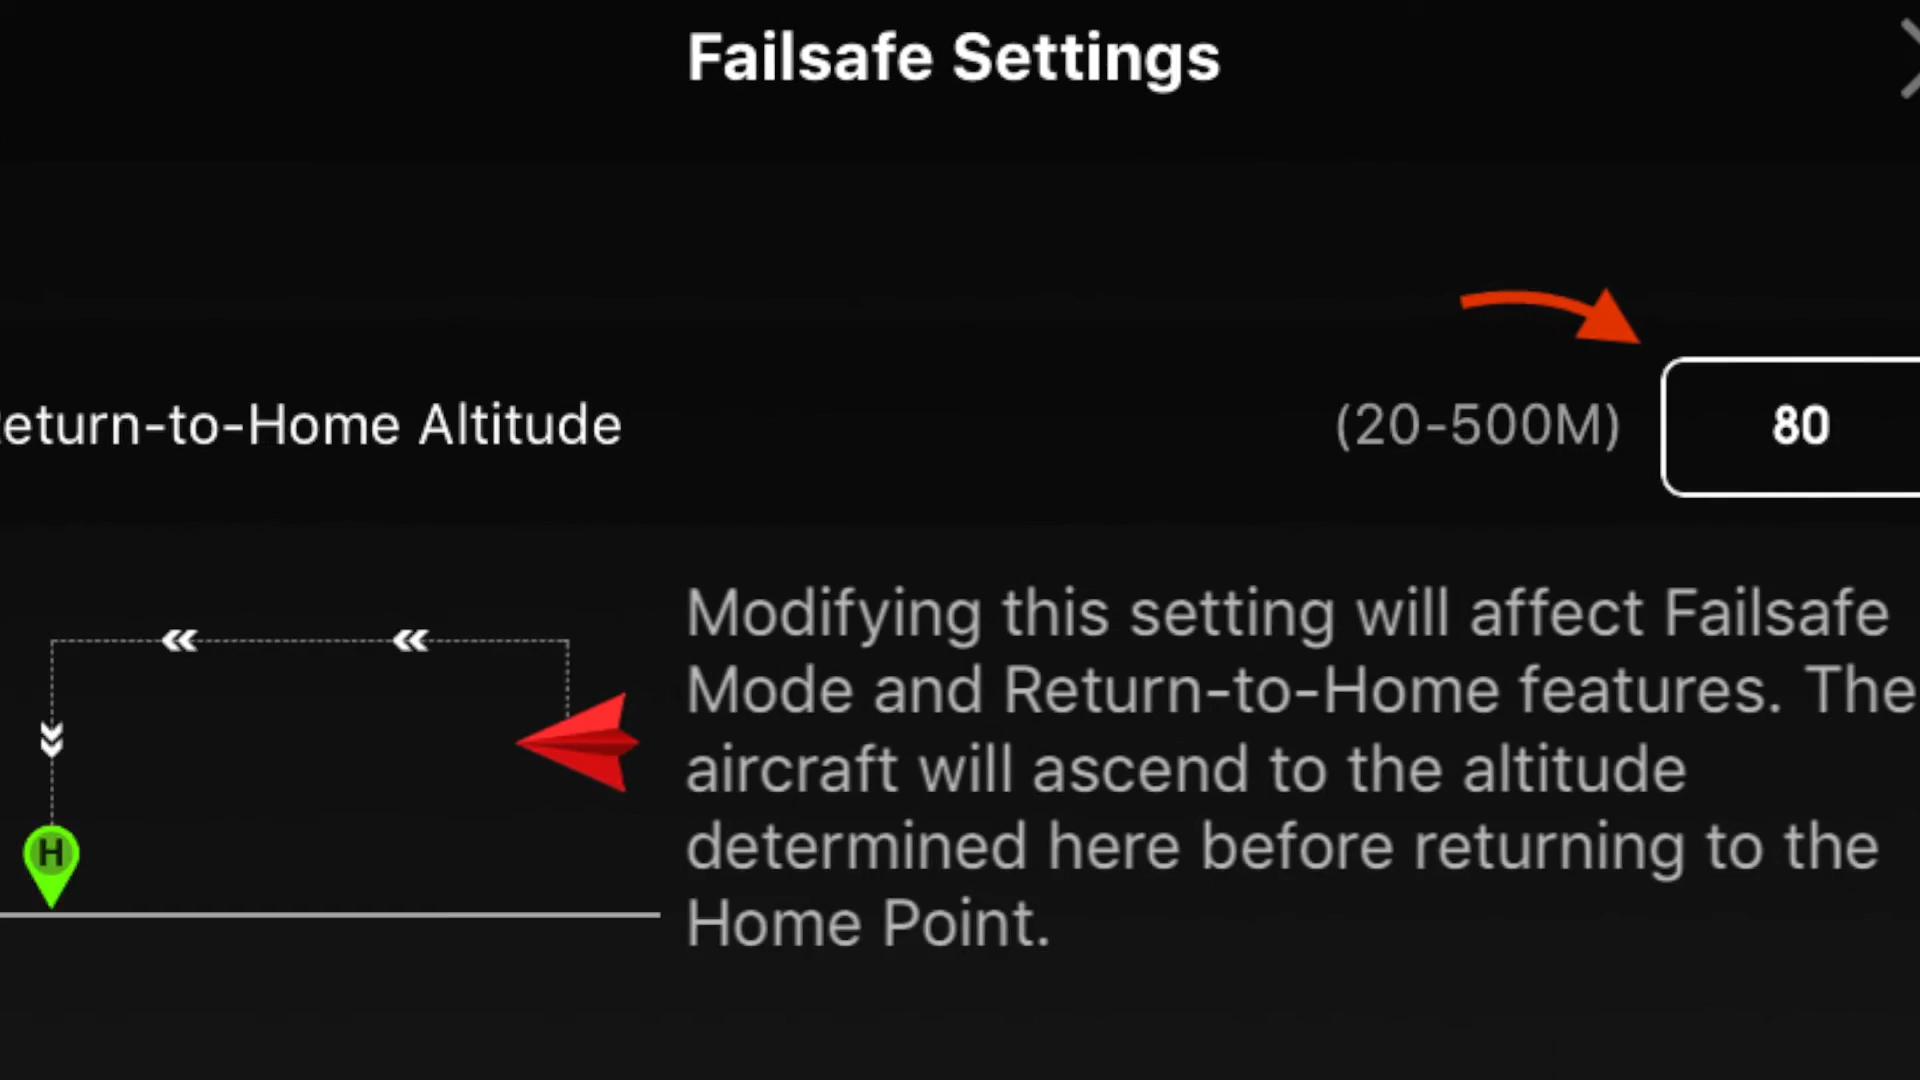 Failsafe Settings
eturn-to-Home Altitude (20-500M) 80
Modifying this setting will affect Failsafe
Mode and Return-to-Home features. The
aircraft will ascend to the altitude
determined here before returning to the
Home Point.
H